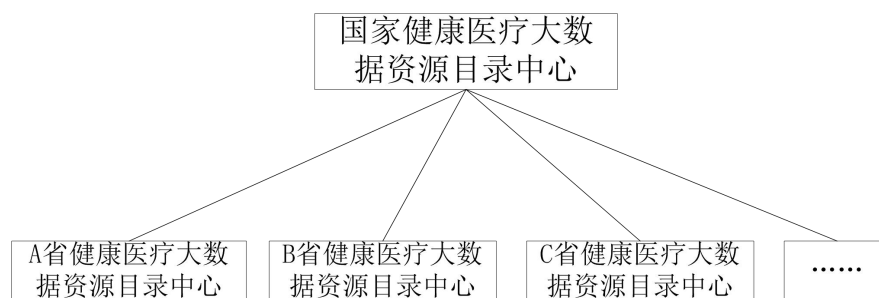 国家健康医疗大数
据资源目录中心
A省健康医疗大数
据资源目录中心
B省健康医疗大数
据资源目录中心
C省健康医疗大数
据资源目录中心
……